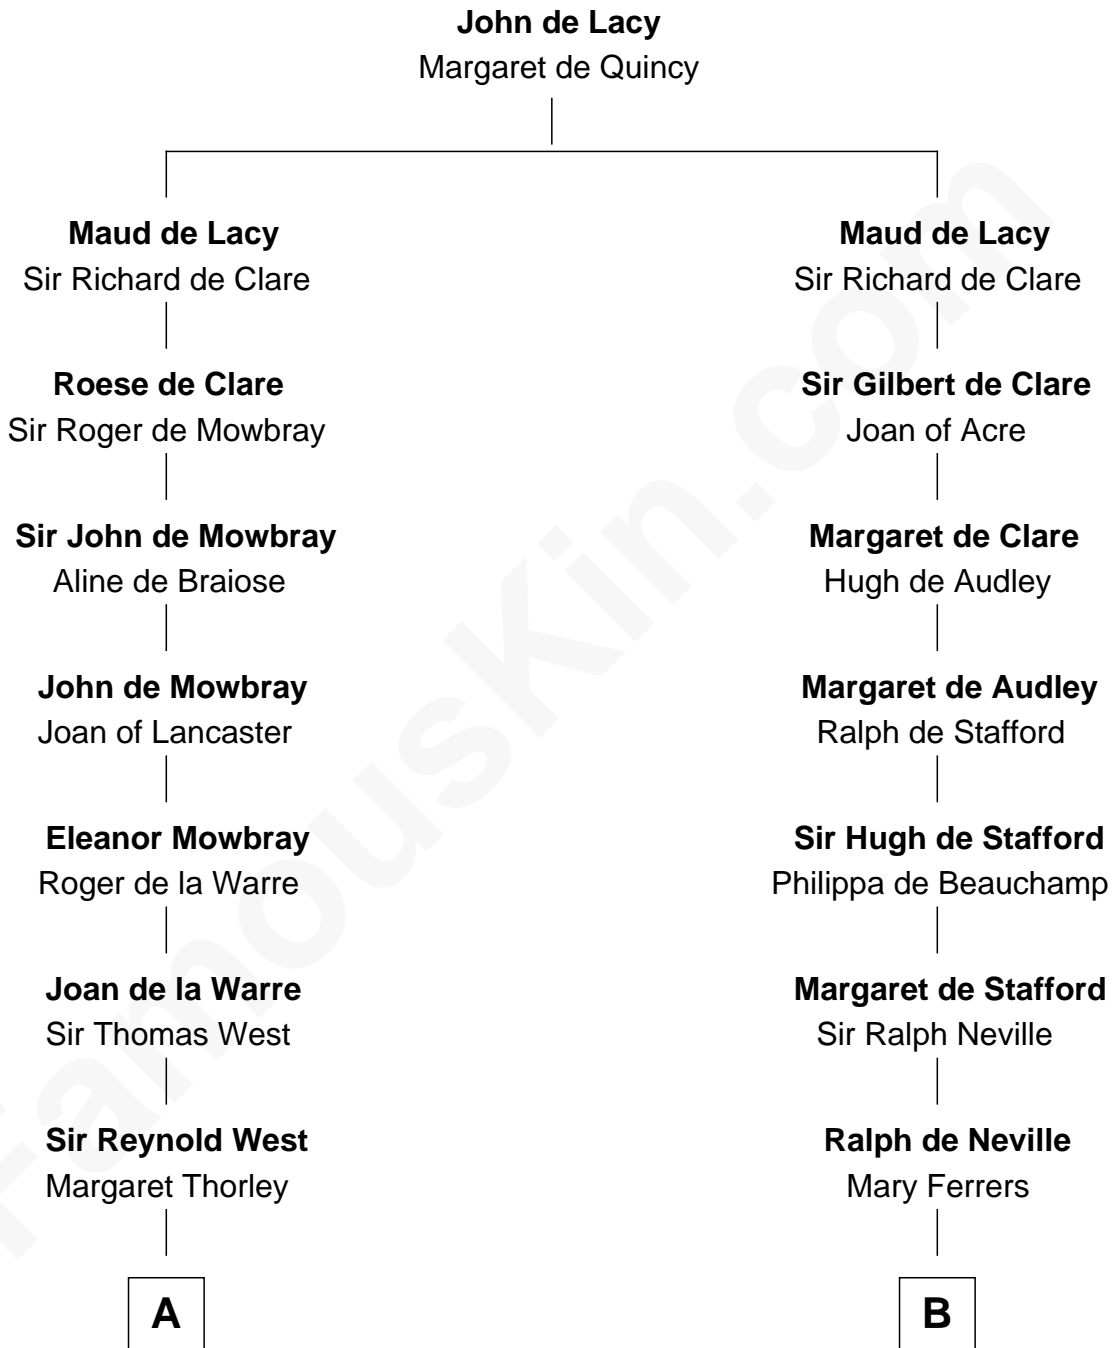 John de Lacy
Margaret de Quincy
Maud de Lacy
Sir Richard de Clare
Maud de Lacy
Sir Richard de Clare
Roese de Clare
Sir Roger de Mowbray
Sir Gilbert de Clare
Joan of Acre
Sir John de Mowbray
Aline de Braiose
Margaret de Clare
Hugh de Audley
John de Mowbray
Joan of Lancaster
Margaret de Audley
Ralph de Stafford
Eleanor Mowbray
Roger de la Warre
Sir Hugh de Stafford
Philippa de Beauchamp
Joan de la Warre
Sir Thomas West
Margaret de Stafford
Sir Ralph Neville
Sir Reynold West
Margaret Thorley
Ralph de Neville
Mary Ferrers
A
B
FamousKin.com